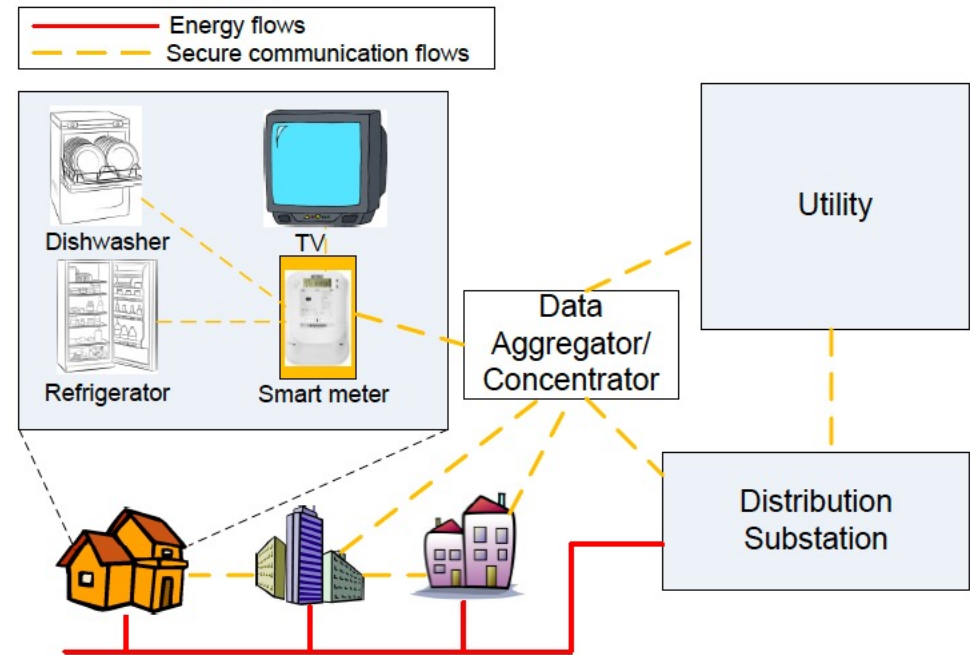 Energy flows
Secure communication flows
Dishwasher
TV
Refrigerator
Smart meter
Data
Aggregator/
Concentrator
Utility
Distribution
Substation